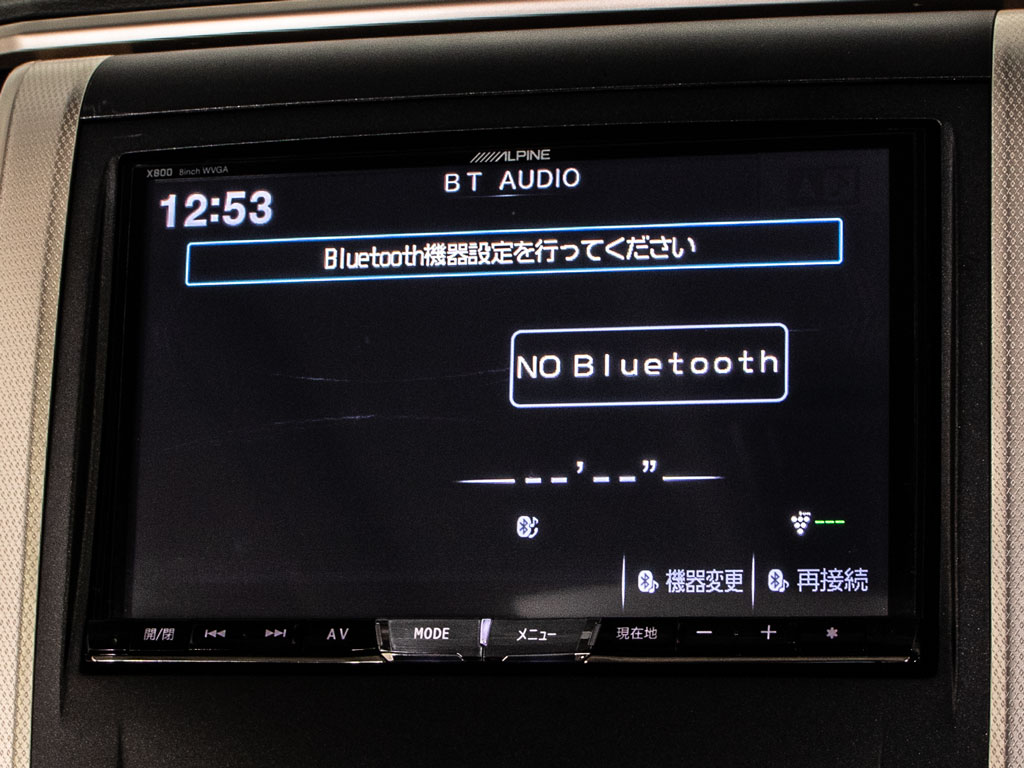 ALPINE
X800 8inch WVGA
BT AUDIO
12:53
Bluetooth機器設定を行ってください
NO Bluetooth
--'--”
---
機器変更 再接続
開/閉 AV MODE メニュー 現在地 − + *